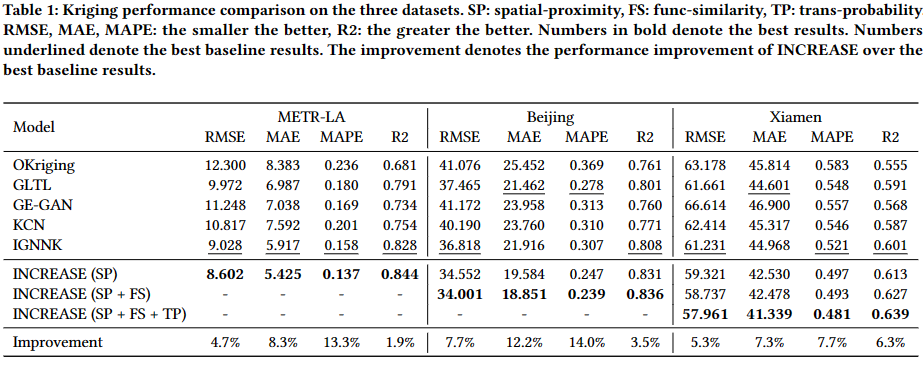 Table 1: Kriging performance comparison on the three datasets. SP: spatial-proximity, FS: func-similarity, TP: trans-probability
RMSE, MAE, MAPE: the smaller the better, R2: the greater the better. Numbers in bold denote the best results. Numbers
underlined denote the best baseline results. The improvement denotes the performance improvement of INCREASE over the
best baseline results.
Model METR-LA Beijing Xiamen
RMSE MAE MAPE R2 RMSE MAE MAPE R2 RMSE MAE MAPE R2
OKriging 12.300 8.383 0.236 0.681 41.076 25.452 0.369 0.761 63.178 45.814 0.583 0.555
GLTL 9.972 6.987 0.180 0.791 37.465 21.462 0.278 0.801 61.661 44.601 0.548 0.591
GE-GAN 11.248 7.038 0.169 0.734 41.172 23.958 0.313 0.760 66.614 46.900 0.557 0.568
KCN 10.817 7.592 0.201 0.754 40.190 23.760 0.310 0.771 62.414 45.317 0.546 0.587
IGNNK 9.028 5.917 0.158 0.828 36.818 21.916 0.307 0.808 61.231 44.968 0.521 0.601
INCREASE (SP) 8.602 5.425 0.137 0.844 34.552 19.584 0.247 0.831 59.321 42.530 0.497 0.613
INCREASE (SP + FS) - - - - 34.001 18.851 0.239 0.836 58.737 42.478 0.493 0.627
INCREASE (SP + FS + TP) - - - - - - - - 57.961 41.339 0.481 0.639
Improvement 4.7% 8.3% 13.3% 1.9% 7.7% 12.2% 14.0% 3.5% 5.3% 7.3% 7.7% 6.3%